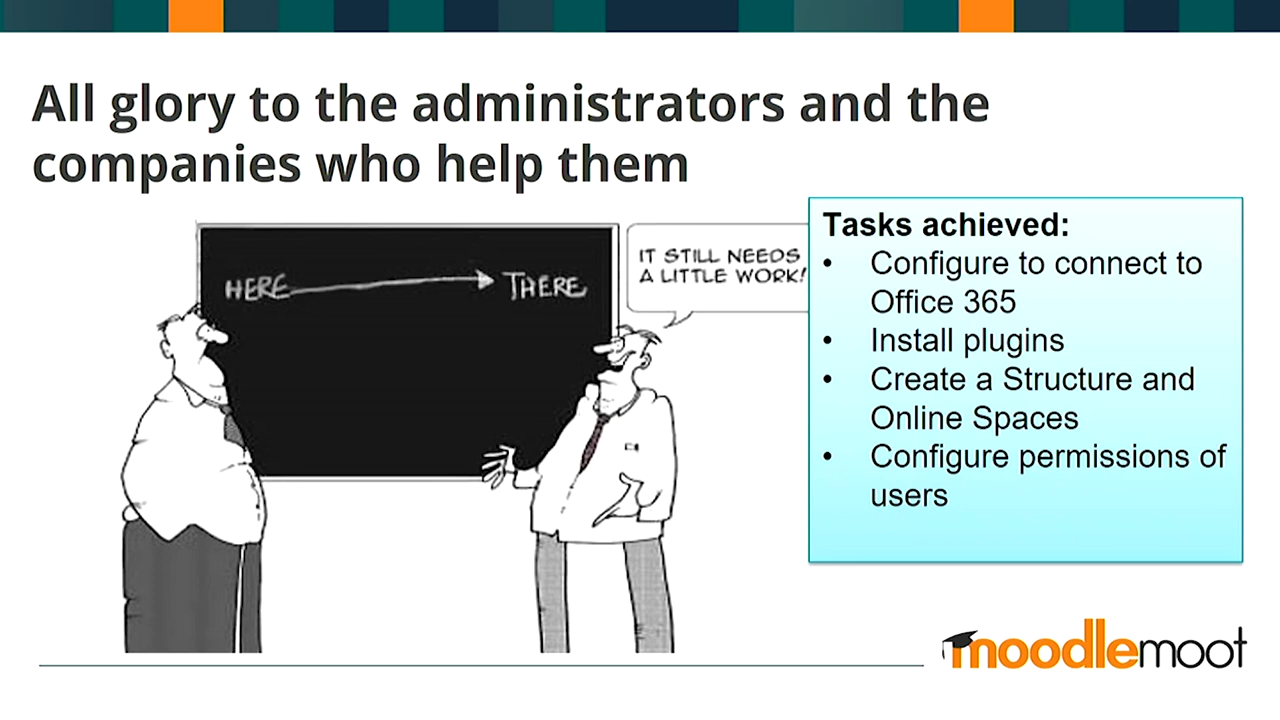 All glory to the administrators and the
companies who help them
HERE THERE
IT STILL NEEDS
A LITTLE WORK!
Tasks achieved:
• Configure to connect to
Office 365
• Install plugins
• Create a Structure and
Online Spaces
• Configure permissions of
users
moodlemoot